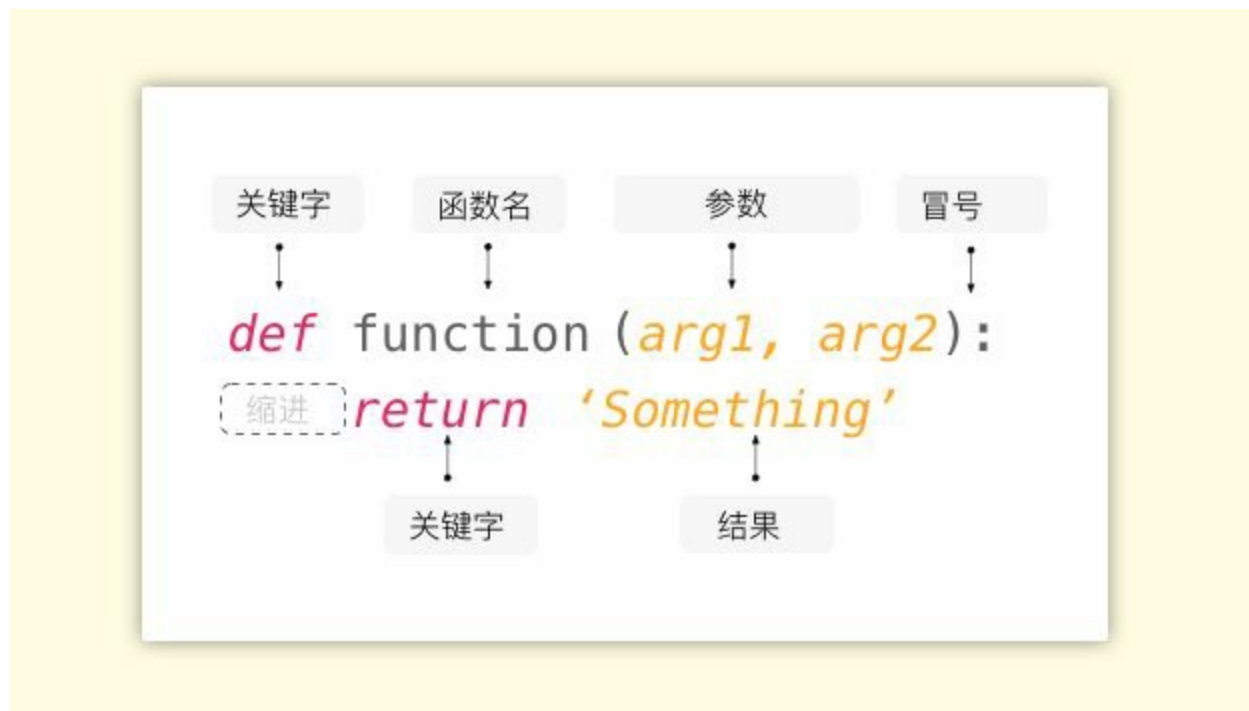 关键字 函数名 参数 冒号
def function (arg1, arg2):
缩进 return ‘Something’
关键字 结果